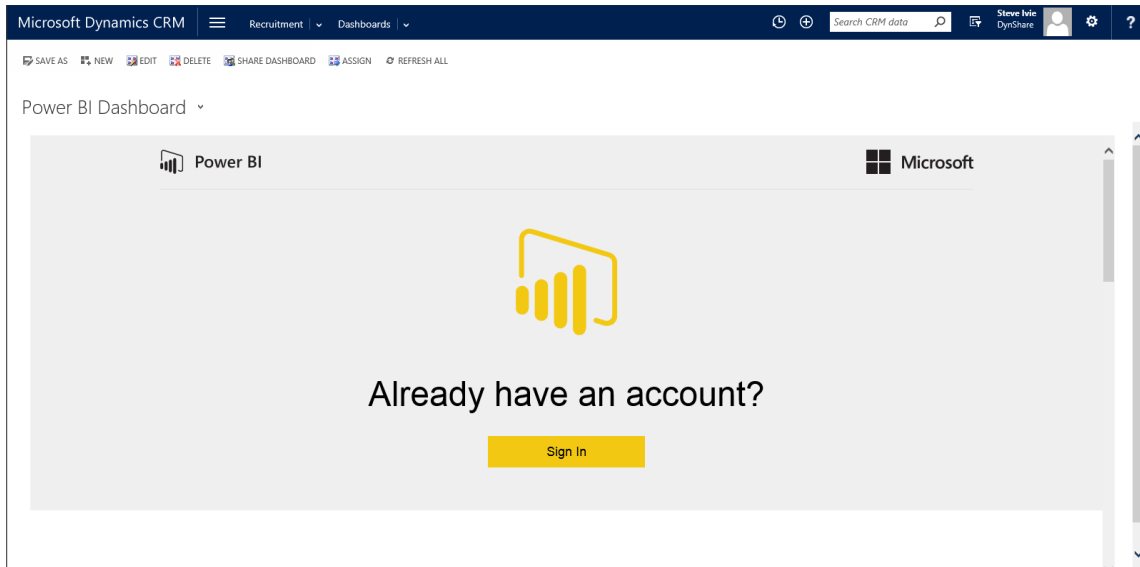 Microsoft Dynamics CRM Recruitment Dashboards Search CRM data Steve Ivie
DynShare ?
SAVE AS NEW EDIT DELETE SHARE DASHBOARD ASSIGN REFRESH ALL
Power BI Dashboard
Power BI Microsoft
Already have an account?
Sign In